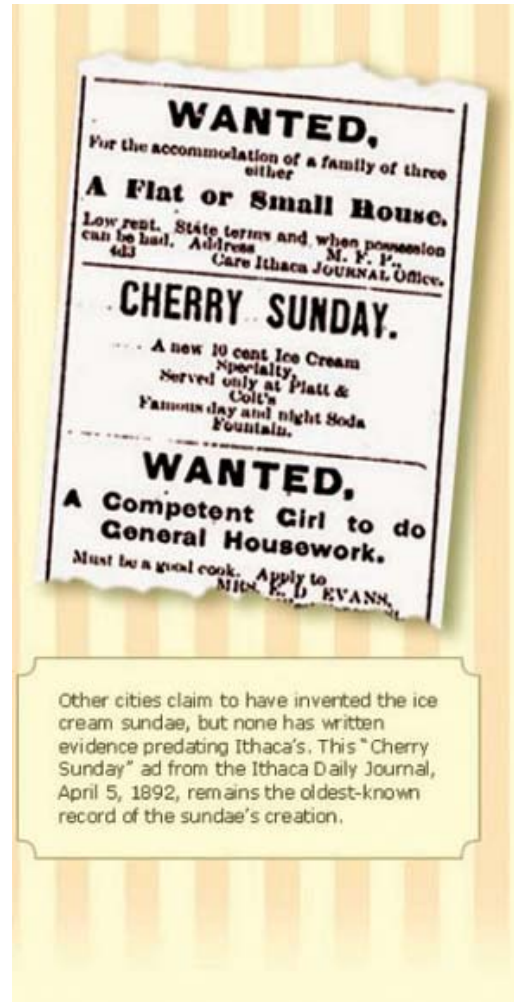 WANTED,
For the accommodation of a family of three
either
A Flat or Small House.
Low rent. State terms and when possession
can be had. Address M. F. P.,
4d3 Care Ithaca JOURNAL Office.
CHERRY SUNDAY.
A new 10 cent Ice Cream
Specialty.
Served only at Platt &
Colt's
Famous day and night Soda
Fountain.
WANTED,
A Competent Girl to do
General Housework.
Must be a good cook. Apply to
MRS. E. D EVANS,
Other cities claim to have invented the ice
cream sundae, but none has written
evidence predating Ithaca's. This "Cherry
Sunday" ad from the Ithaca Daily Journal,
April 5, 1892, remains the oldest-known
record of the sundae's creation.